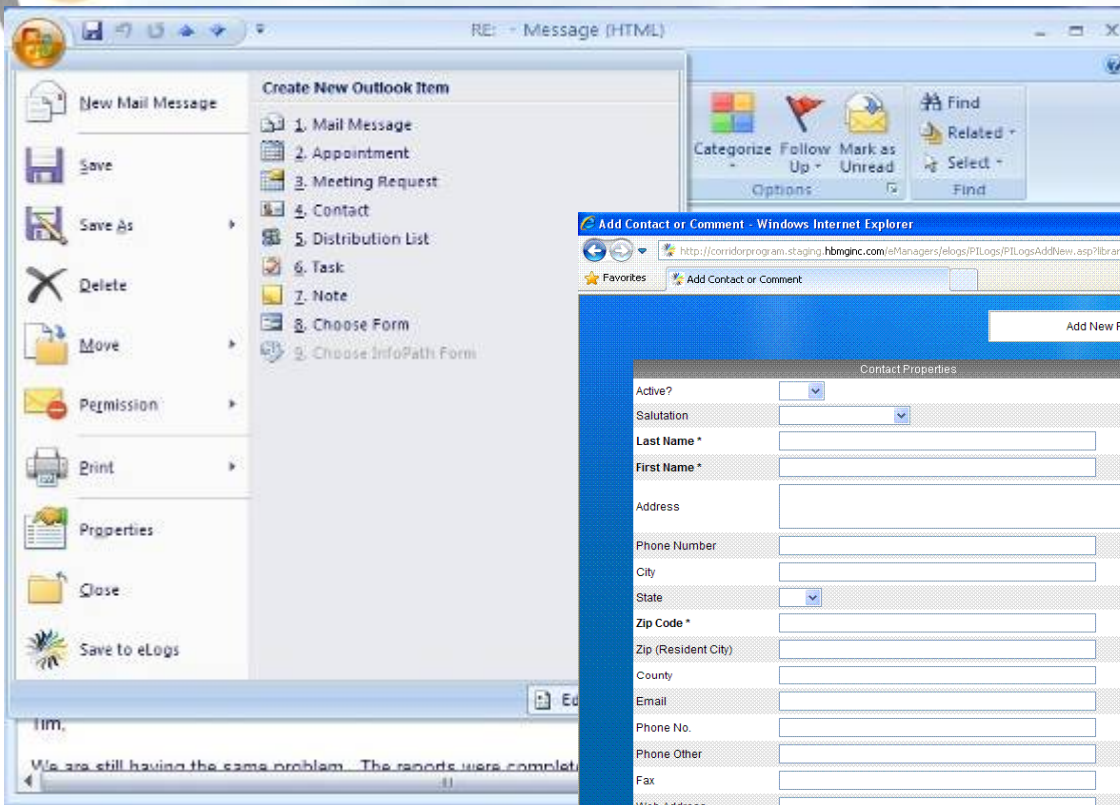 RE: - Message (HTML)
New Mail Message
Save
Save As
Delete
Move
Permission
Print
Properties
Close
Save to eLogs
Create New Outlook Item
1. Mail Message
2. Appointment
3. Meeting Request
4. Contact
5. Distribution List
6. Task
7. Note
8. Choose Form
9. Choose InfoPath Form
Categorize
Follow Up
Mark as Unread
Options
Find
Related
Select
Find
Tim,
We are still having the same problem. The reports were
Add Contact or Comment - Windows Internet Explorer
http://corridorprogram.staging.hbmginc.com/eManagers/elogs/PILogs/PILogsAddNew.asp?librar
Favorites
Add Contact or Comment
Add New
Contact Properties
Active?
Salutation
Last Name *
First Name *
Address
Phone Number
City
State
Zip Code *
Zip (Resident City)
County
Email
Phone No.
Phone Other
Fax
Web Address